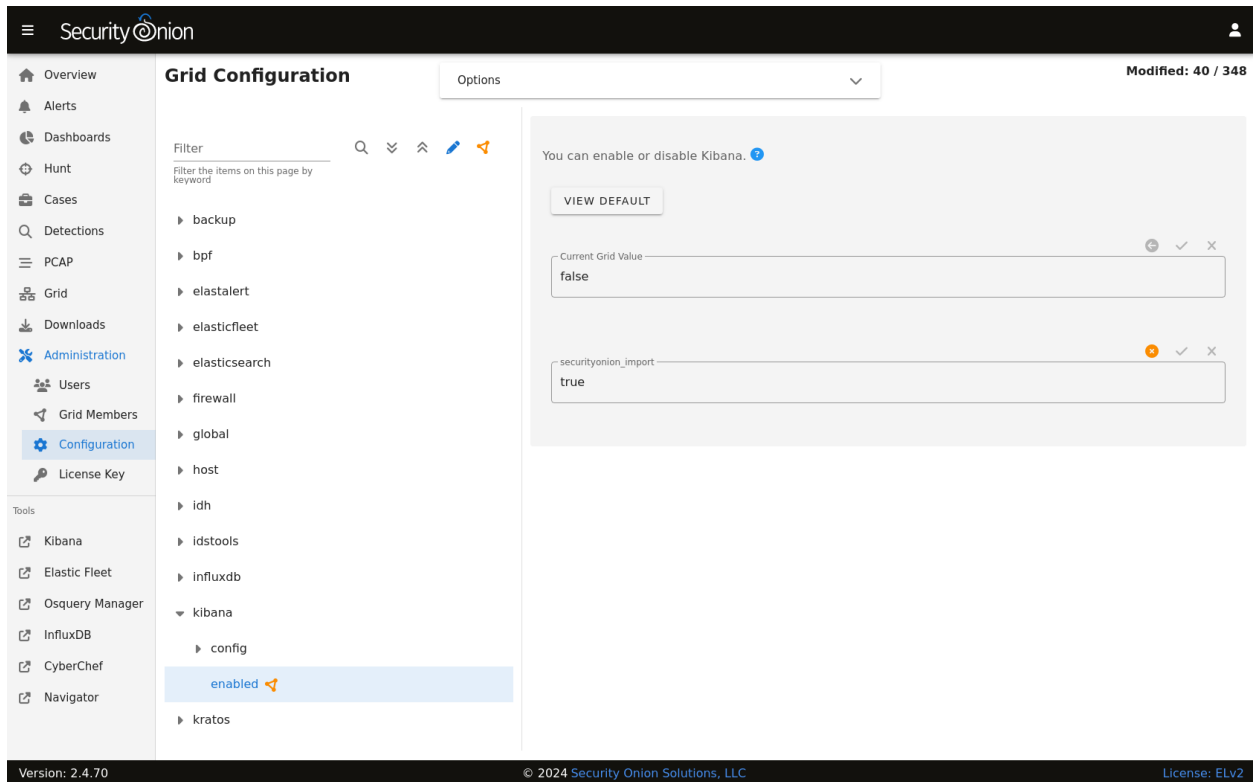 Security Onion
Overview
Alerts
Dashboards
Hunt
Cases
Detections
PCAP
Grid
Downloads
Administration
Users
Grid Members
Configuration
License Key
Tools
Kibana
Elastic Fleet
Osquery Manager
InfluxDB
CyberChef
Navigator
Grid Configuration
Options
Modified: 40 / 348
Filter
Filter the items on this page by
keyword
backup
bpf
elastalert
elasticfleet
elasticsearch
firewall
global
host
idh
idstools
influxdb
kibana
config
enabled
kratos
You can enable or disable Kibana. ?
VIEW DEFAULT
Current Grid Value
false
securityonion_import
true
Version: 2.4.70
© 2024 Security Onion Solutions, LLC
License: ELv2